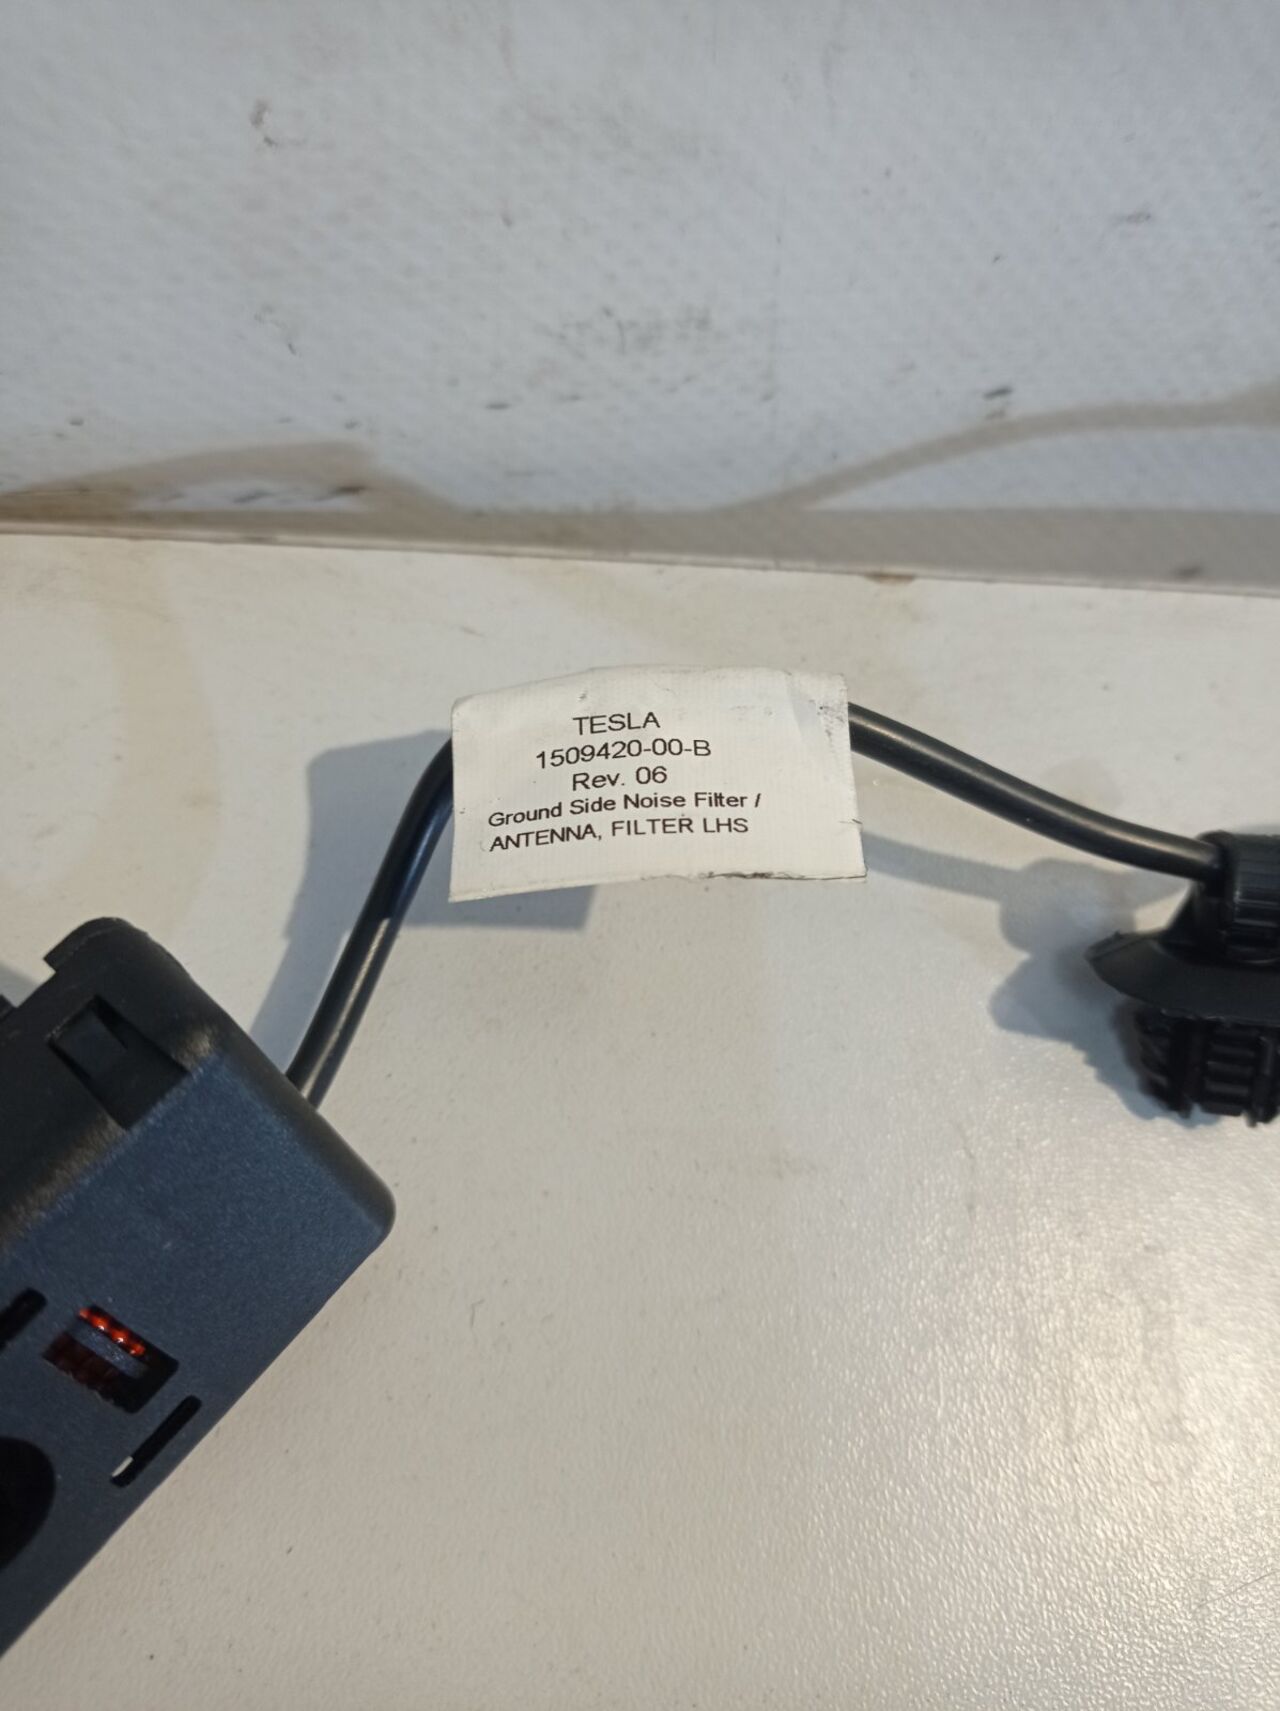 TESLA
1509420-00-B
Rev. 06
Ground Side Noise Filter /
ANTENNA, FILTER LHS